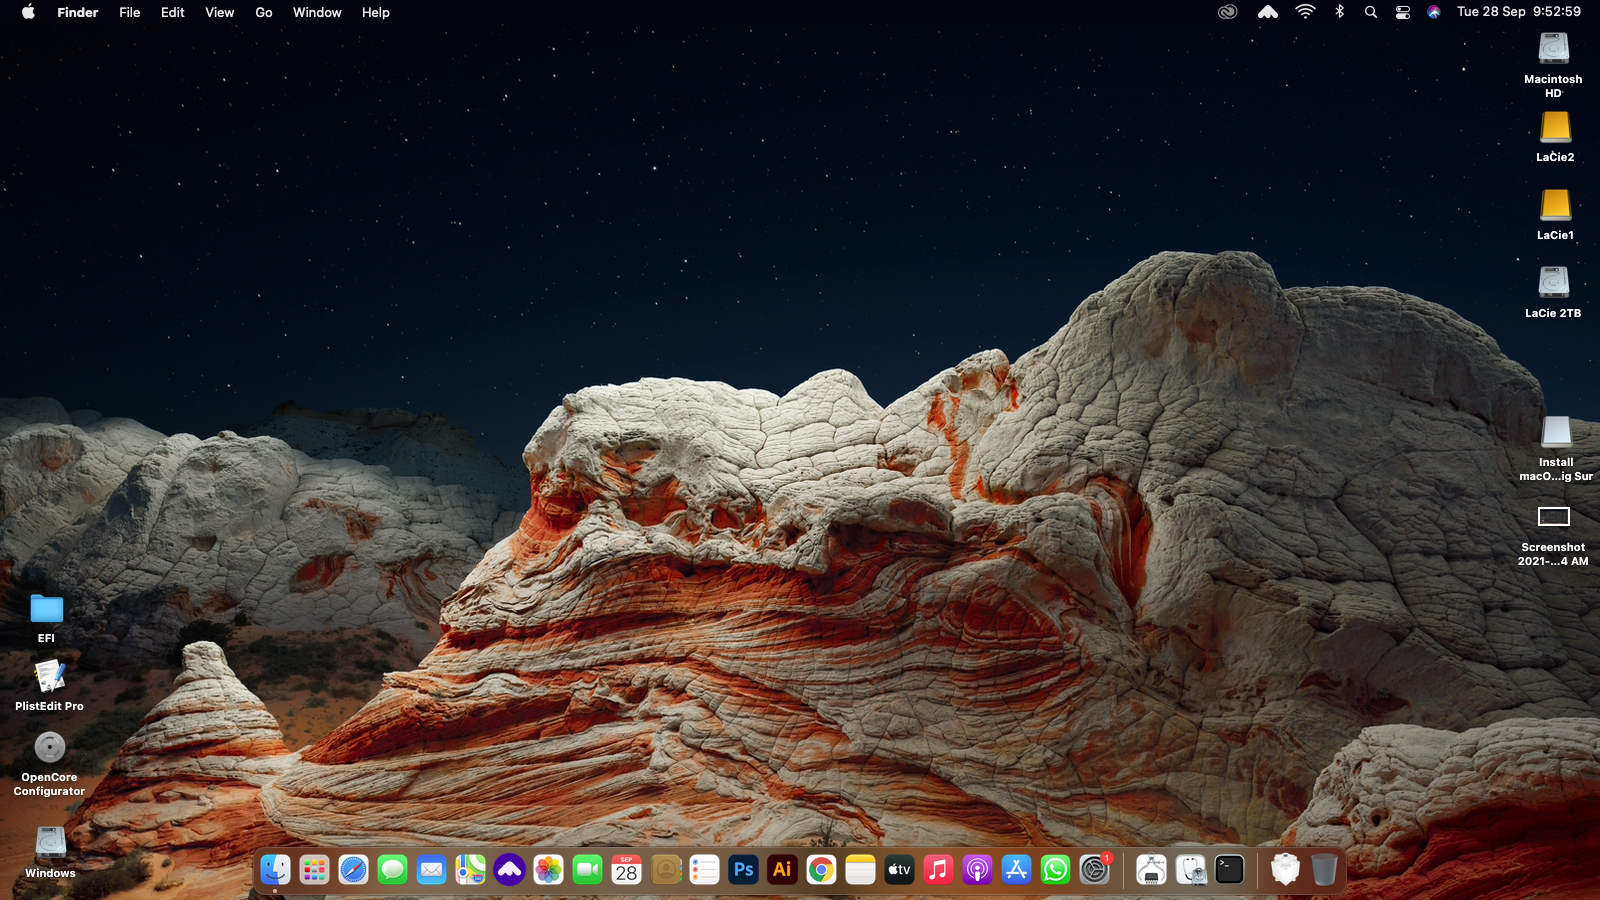 Finder File Edit View Go Window Help Tue 28 Sep 9:52:59
Macintosh
HD
LaCie2
LaCie1
LaCie 2TB
Install
macO...ig Sur
Screenshot
2021-...4 AM
EFI
PlistEdit Pro
OpenCore
Configurator
Windows
SEP
28
Ps
Ai
tv
1
>_